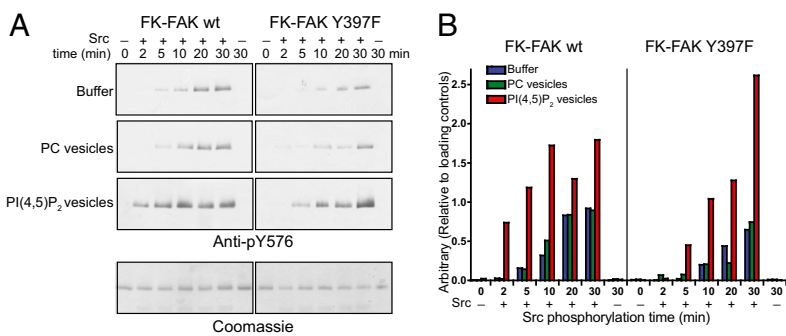 A
FK-FAK wt FK-FAK Y397F
Src – + + + + + – – + + + + + –
time (min) 0 2 5 10 20 30 30 0 2 5 10 20 30 30 min
Buffer
PC vesicles
PI(4,5)P2 vesicles
Anti-pY576
Coomassie
B
FK-FAK wt FK-FAK Y397F
Buffer
PC vesicles
PI(4,5)P2 vesicles
Arbitrary (Relative to loading controls)
2.5
2.0
1.5
1.0
0.5
0.0
0 2 5 10 20 30 30 0 2 5 10 20 30 30
Src – + + + + + – – + + + + + –
Src phosphorylation time (min)